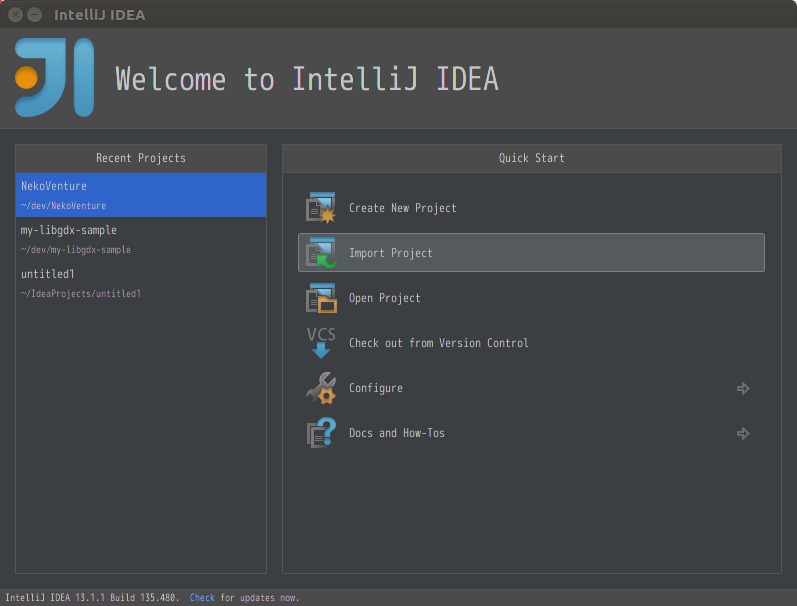 IntelliJ IDEA
Welcome to IntelliJ IDEA
Recent Projects
NekoVenture
~/dev/NekoVenture
my-libgdx-sample
~/dev/my-libgdx-sample
untitled1
~/IdeaProjects/untitled1
Quick Start
Create New Project
Import Project
Open Project
VCS
Check out from Version Control
Configure
Docs and How-Tos
IntelliJ IDEA 13.1.1 Build 135.480. Check for updates now.